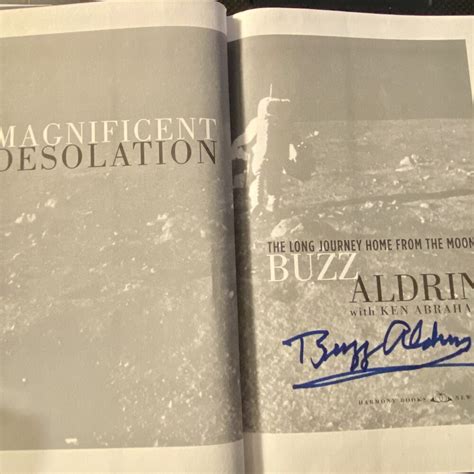 MAGNIFICENT
DESOLATION
THE LONG JOURNEY HOME FROM THE MOON
BUZZ
ALDRIN
with KEN ABRAHA
Buzz Aldrin
HARMONY BOOKS NEW